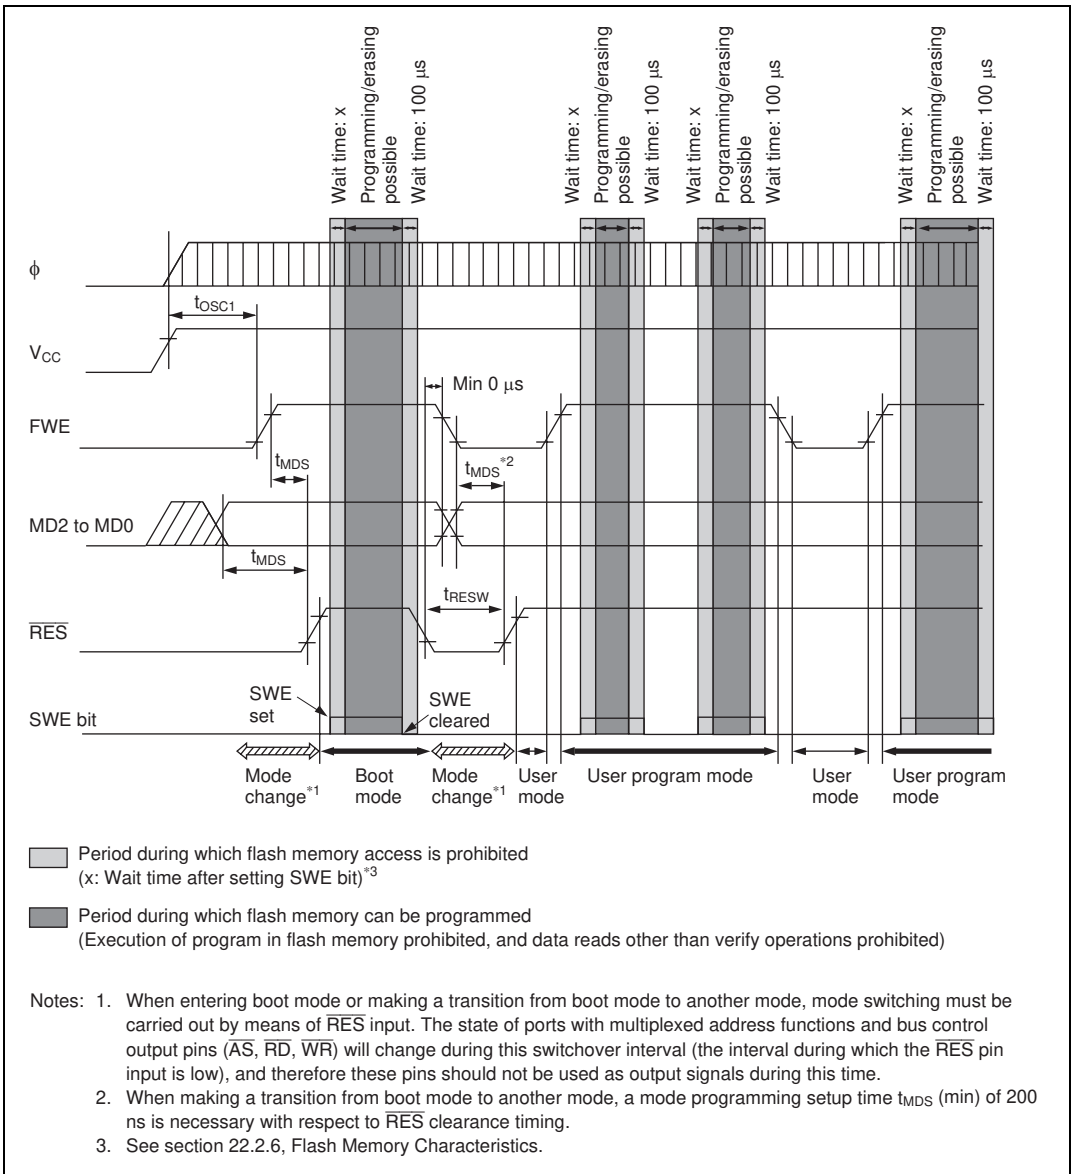 Wait time: x
Programming/erasing
possible
Wait time: 100 μs
Wait time: x
Programming/erasing
possible
Wait time: 100 μs
Wait time: x
Programming/erasing
possible
Wait time: 100 μs
Wait time: x
Programming/erasing
possible
Wait time: 100 μs
ϕ
tOSC1
VCC
Min 0 μs
FWE
tMDS
tMDS*2
MD2 to MD0
tMDS
tRESW
RES
SWE
set
SWE
cleared
SWE bit
Mode
change*1
Boot
mode
Mode
change*1
User
mode
User program mode
User
mode
User program
mode
Period during which flash memory access is prohibited
(x: Wait time after setting SWE bit)*3
Period during which flash memory can be programmed
(Execution of program in flash memory prohibited, and data reads other than verify operations prohibited)
Notes: 1. When entering boot mode or making a transition from boot mode to another mode, mode switching must be
carried out by means of RES input. The state of ports with multiplexed address functions and bus control
output pins (AS, RD, WR) will change during this switchover interval (the interval during which the RES pin
input is low), and therefore these pins should not be used as output signals during this time.
2. When making a transition from boot mode to another mode, a mode programming setup time tMDS (min) of 200
ns is necessary with respect to RES clearance timing.
3. See section 22.2.6, Flash Memory Characteristics.